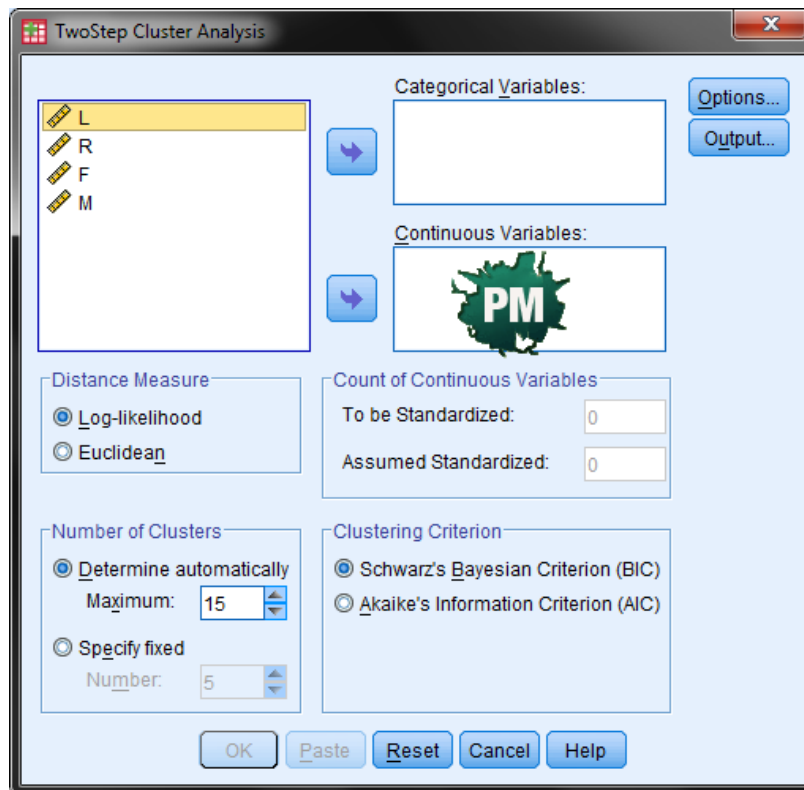 TwoStep Cluster Analysis
X
L
R
F
M
Categorical Variables:
Options...
Output...
Continuous Variables:
PM
Distance Measure
Log-likelihood
Euclidean
Count of Continuous Variables
To be Standardized: 0
Assumed Standardized: 0
Number of Clusters
Determine automatically
Maximum: 15
Specify fixed
Number: 5
Clustering Criterion
Schwarz's Bayesian Criterion (BIC)
Akaike's Information Criterion (AIC)
OK Paste Reset Cancel Help